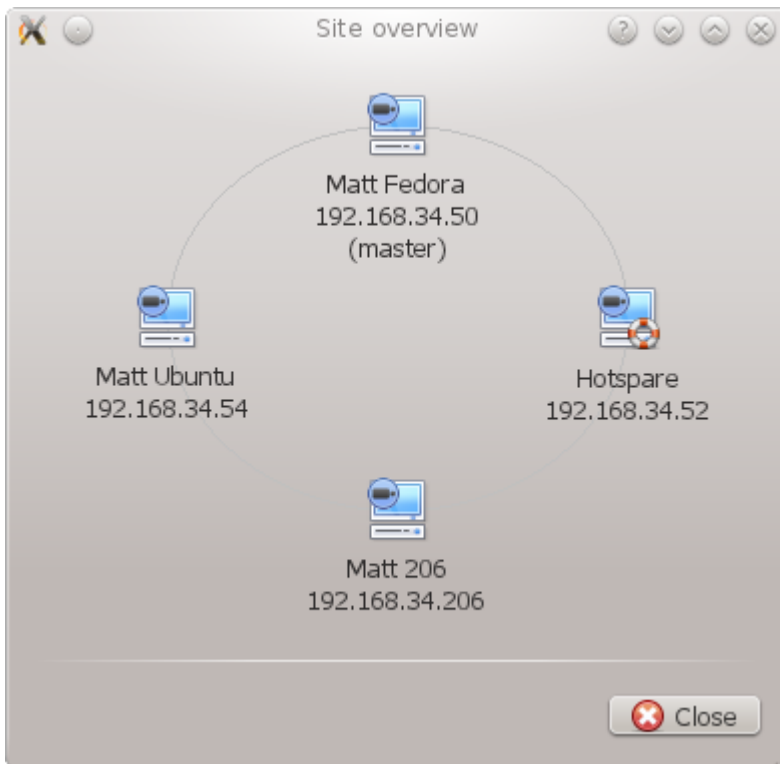 Site overview
Matt Fedora
192.168.34.50
(master)
Matt Ubuntu
192.168.34.54
Hotspare
192.168.34.52
Matt 206
192.168.34.206
Close